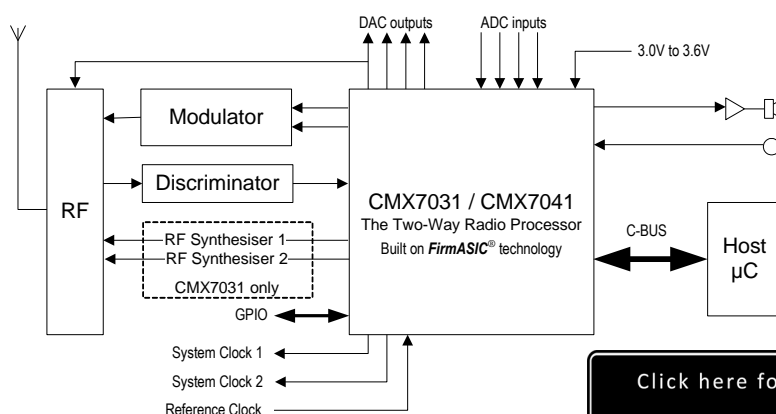 DAC outputs
ADC inputs
3.0V to 3.6V
Modulator
Discriminator
RF
CMX7031 / CMX7041
The Two-Way Radio Processor
Built on FirmASIC® technology
RF Synthesiser 1
RF Synthesiser 2
CMX7031 only
C-BUS
Host
µC
GPIO
System Clock 1
System Clock 2
Reference Clock
Click here fo